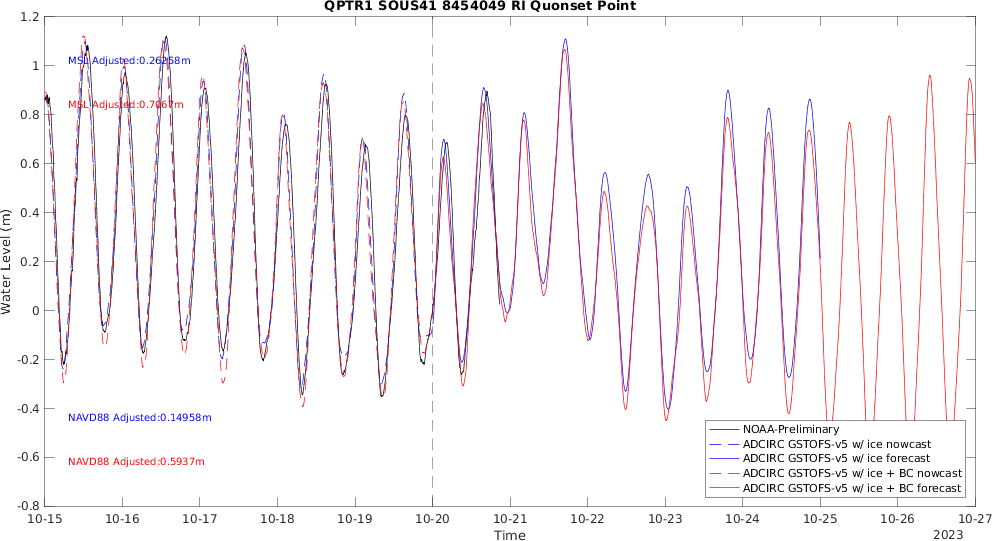 QPTR1 SOUS41 8454049 RI Quonset Point
1.2
1
0.8
0.6
0.4
0.2
0
-0.2
-0.4
-0.6
-0.8
Water Level (m)
MSL Adjusted:0.26258m
MSL Adjusted:0.7067m
NAVD88 Adjusted:0.14958m
NAVD88 Adjusted:0.5937m
NOAA-Preliminary
ADCIRC GSTOFS-v5 w/ ice nowcast
ADCIRC GSTOFS-v5 w/ ice forecast
ADCIRC GSTOFS-v5 w/ ice + BC nowcast
ADCIRC GSTOFS-v5 w/ ice + BC forecast
10-15 10-16 10-17 10-18 10-19 10-20 10-21 10-22 10-23 10-24 10-25 10-26 10-27
Time
2023